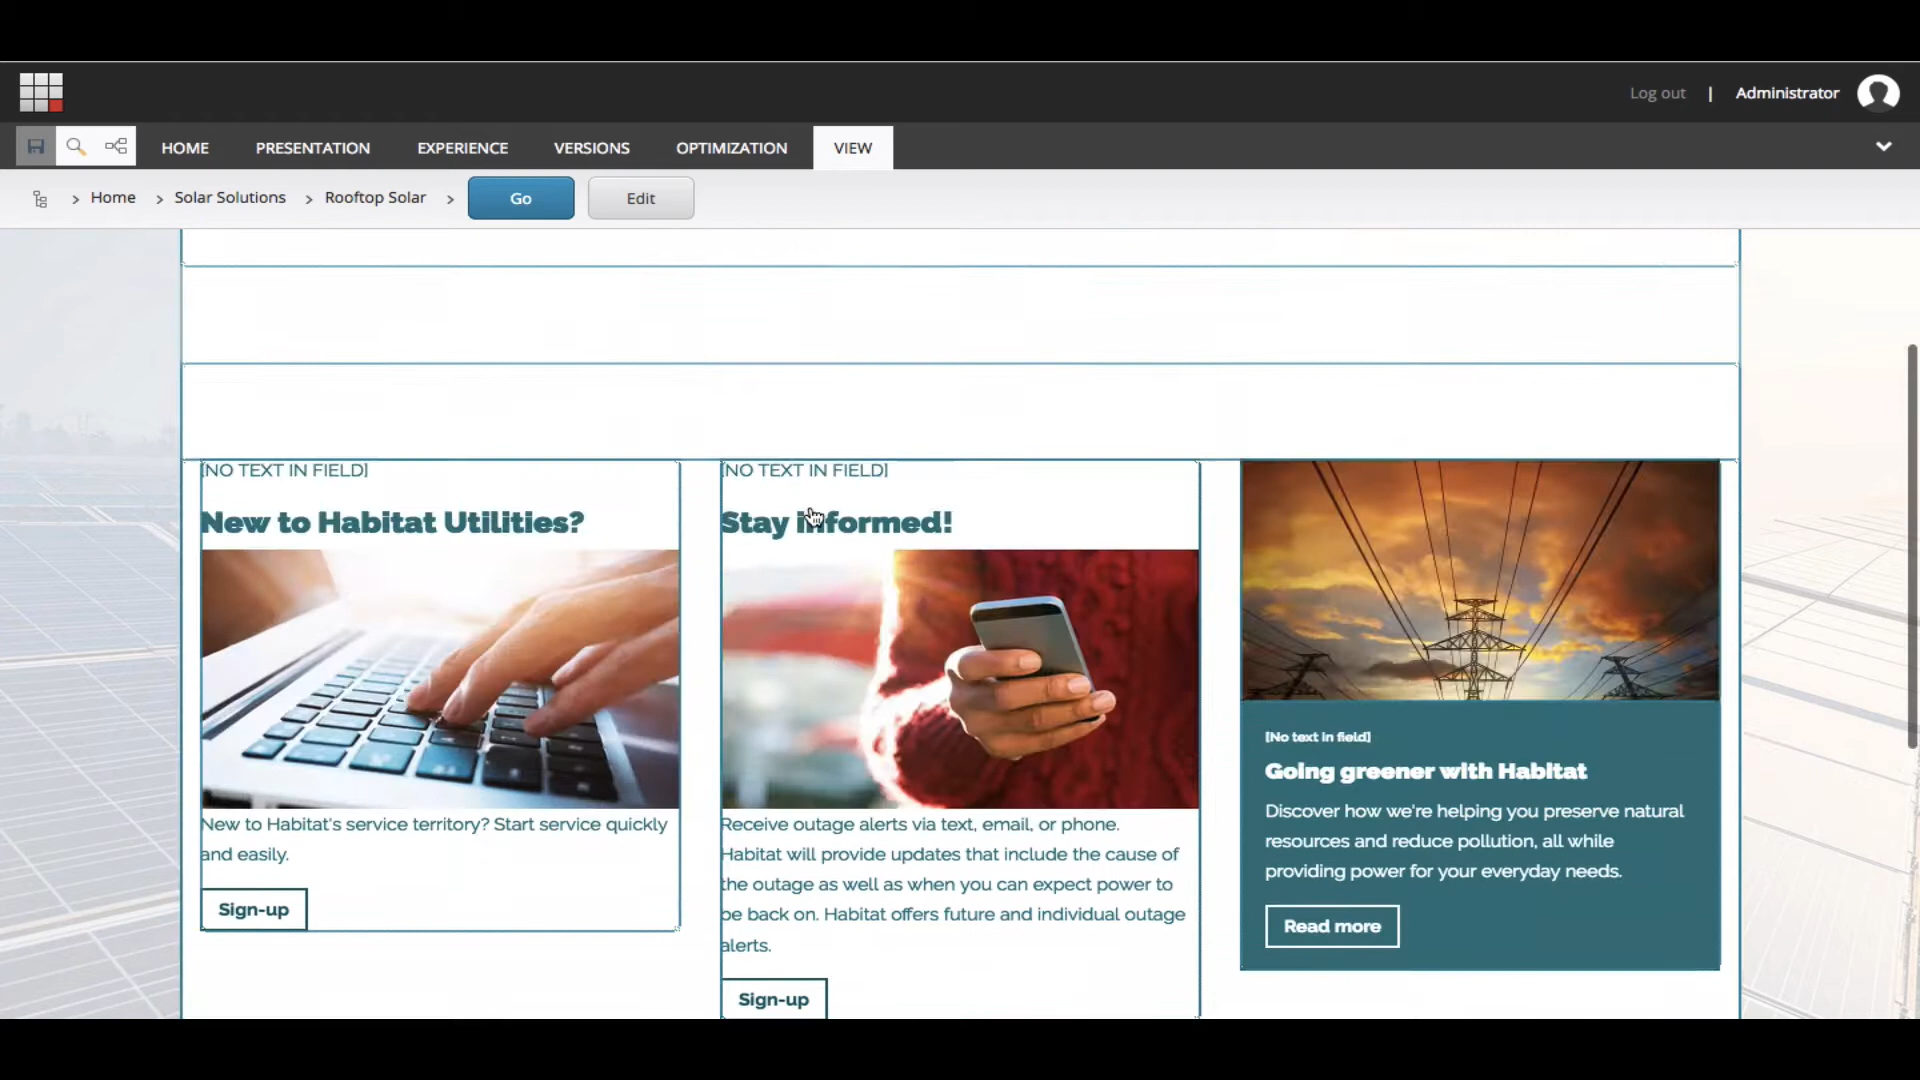 Log out | Administrator
HOME PRESENTATION EXPERIENCE VERSIONS OPTIMIZATION VIEW
Home Solar Solutions Rooftop Solar Go Edit
[NO TEXT IN FIELD]
New to Habitat Utilities?
New to Habitat's service territory? Start service quickly
and easily.
Sign-up
[NO TEXT IN FIELD]
Stay informed!
Receive outage alerts via text, email, or phone.
Habitat will provide updates that include the cause of
the outage as well as when you can expect power to
be back on. Habitat offers future and individual outage
alerts.
Sign-up
[No text in field]
Going greener with Habitat
Discover how we're helping you preserve natural
resources and reduce pollution, all while
providing power for your everyday needs.
Read more